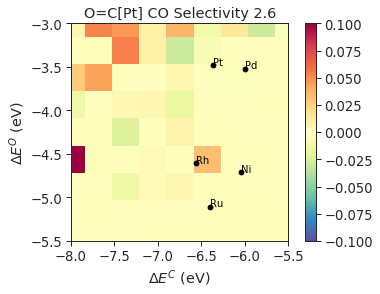 O=C[Pt] CO Selectivity 2.6
−3.0
−3.5
−4.0
−4.5
−5.0
−5.5
ΔE^O (eV)
Pt
Pd
Rh
Ni
Ru
−8.0 −7.5 −7.0 −6.5 −6.0 −5.5
ΔE^C (eV)
0.100
0.075
0.050
0.025
0.000
−0.025
−0.050
−0.075
−0.100